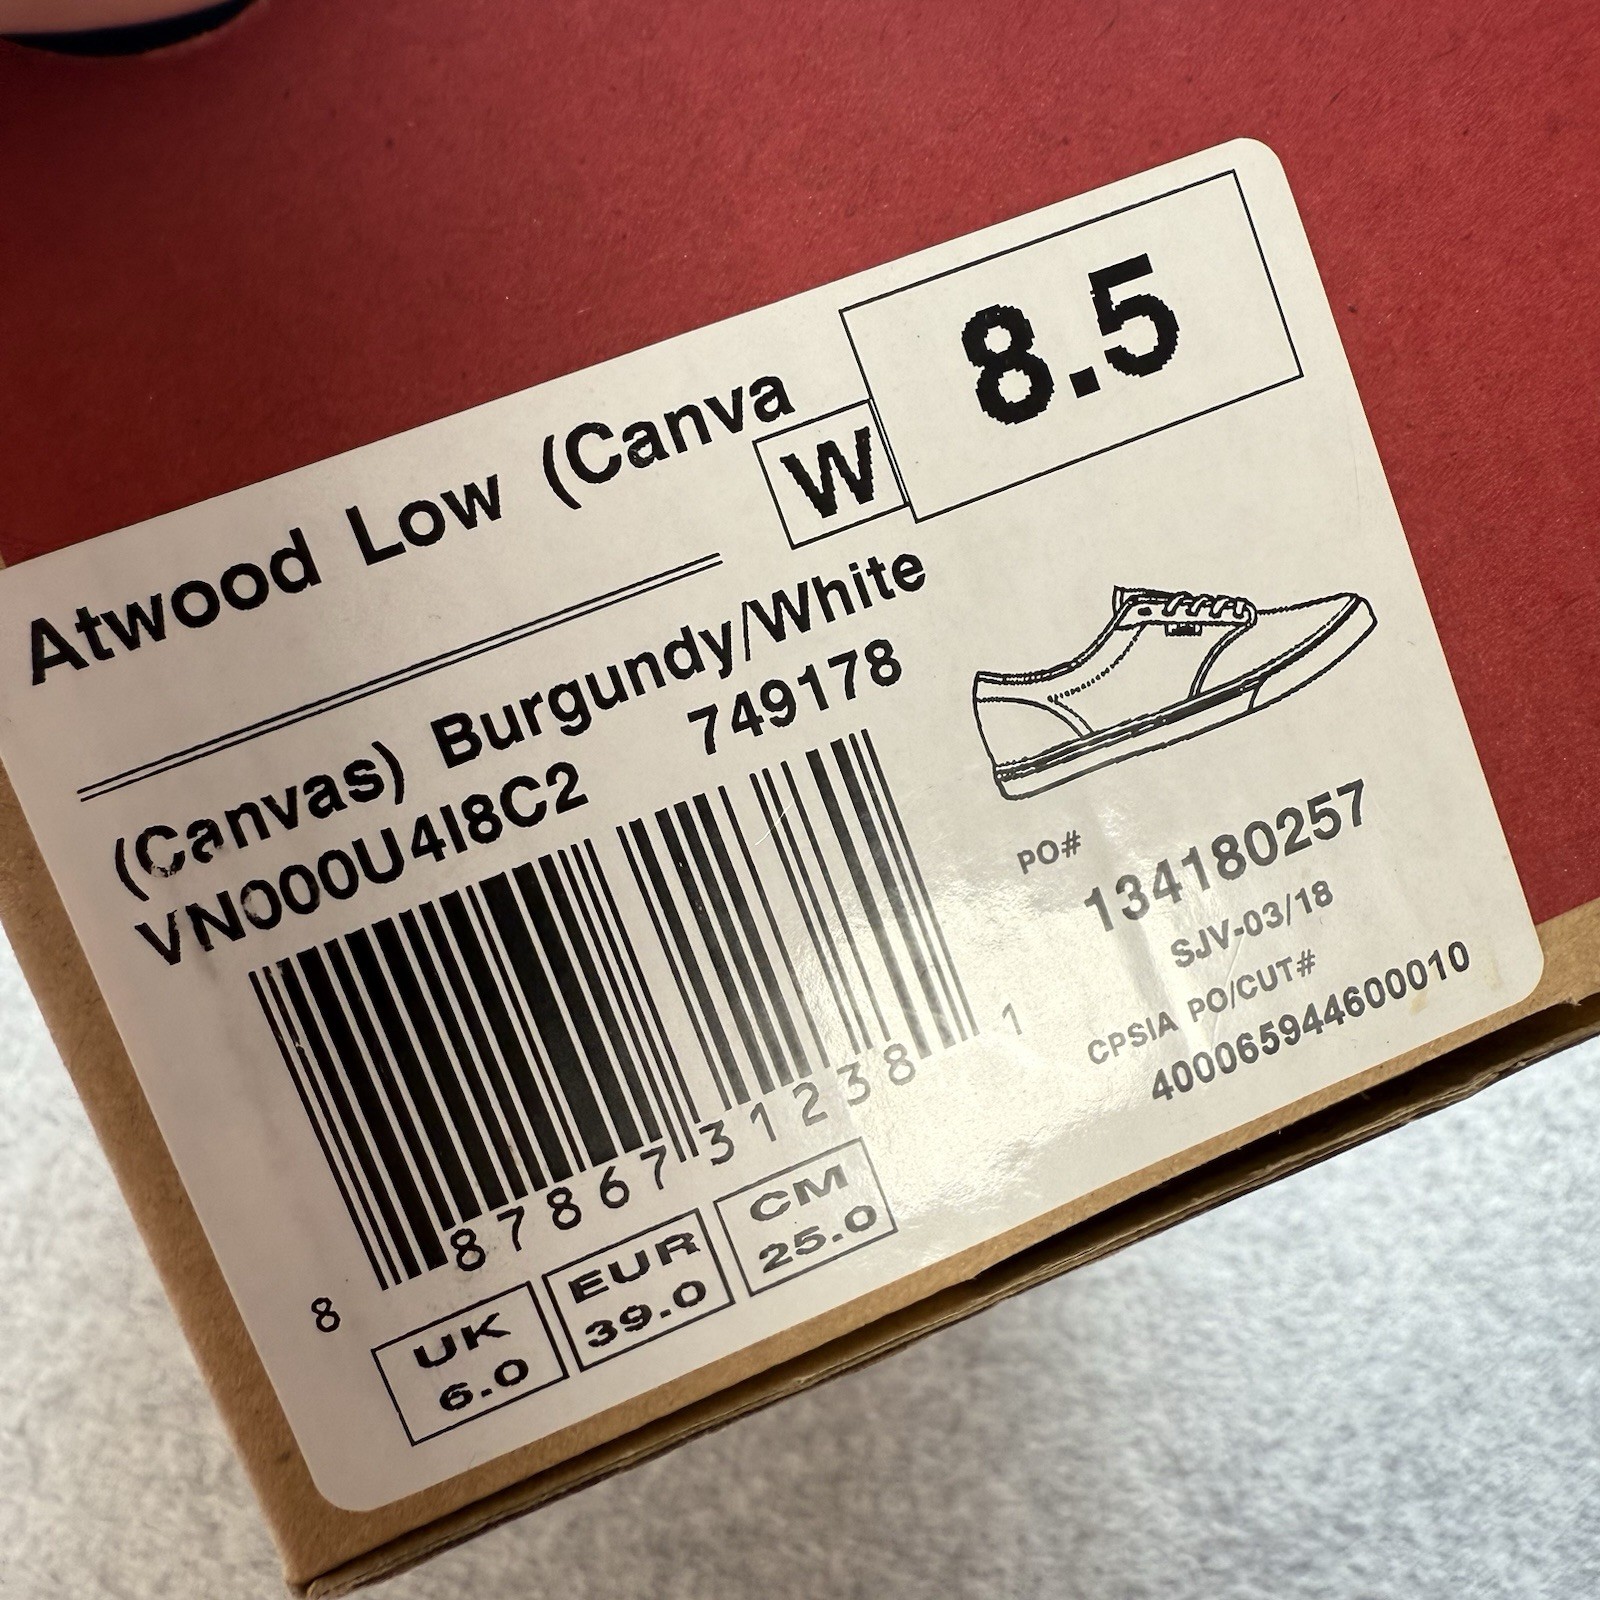 Atwood Low (Canva
W
8.5
(Canvas) Burgundy/White
VN000U4I8C2 749178
8 87867 31238 1
UK
6.0
EUR
39.0
CM
25.0
PO#
134180257
SJV-03/18
CPSIA PO/CUT#
400065944600010